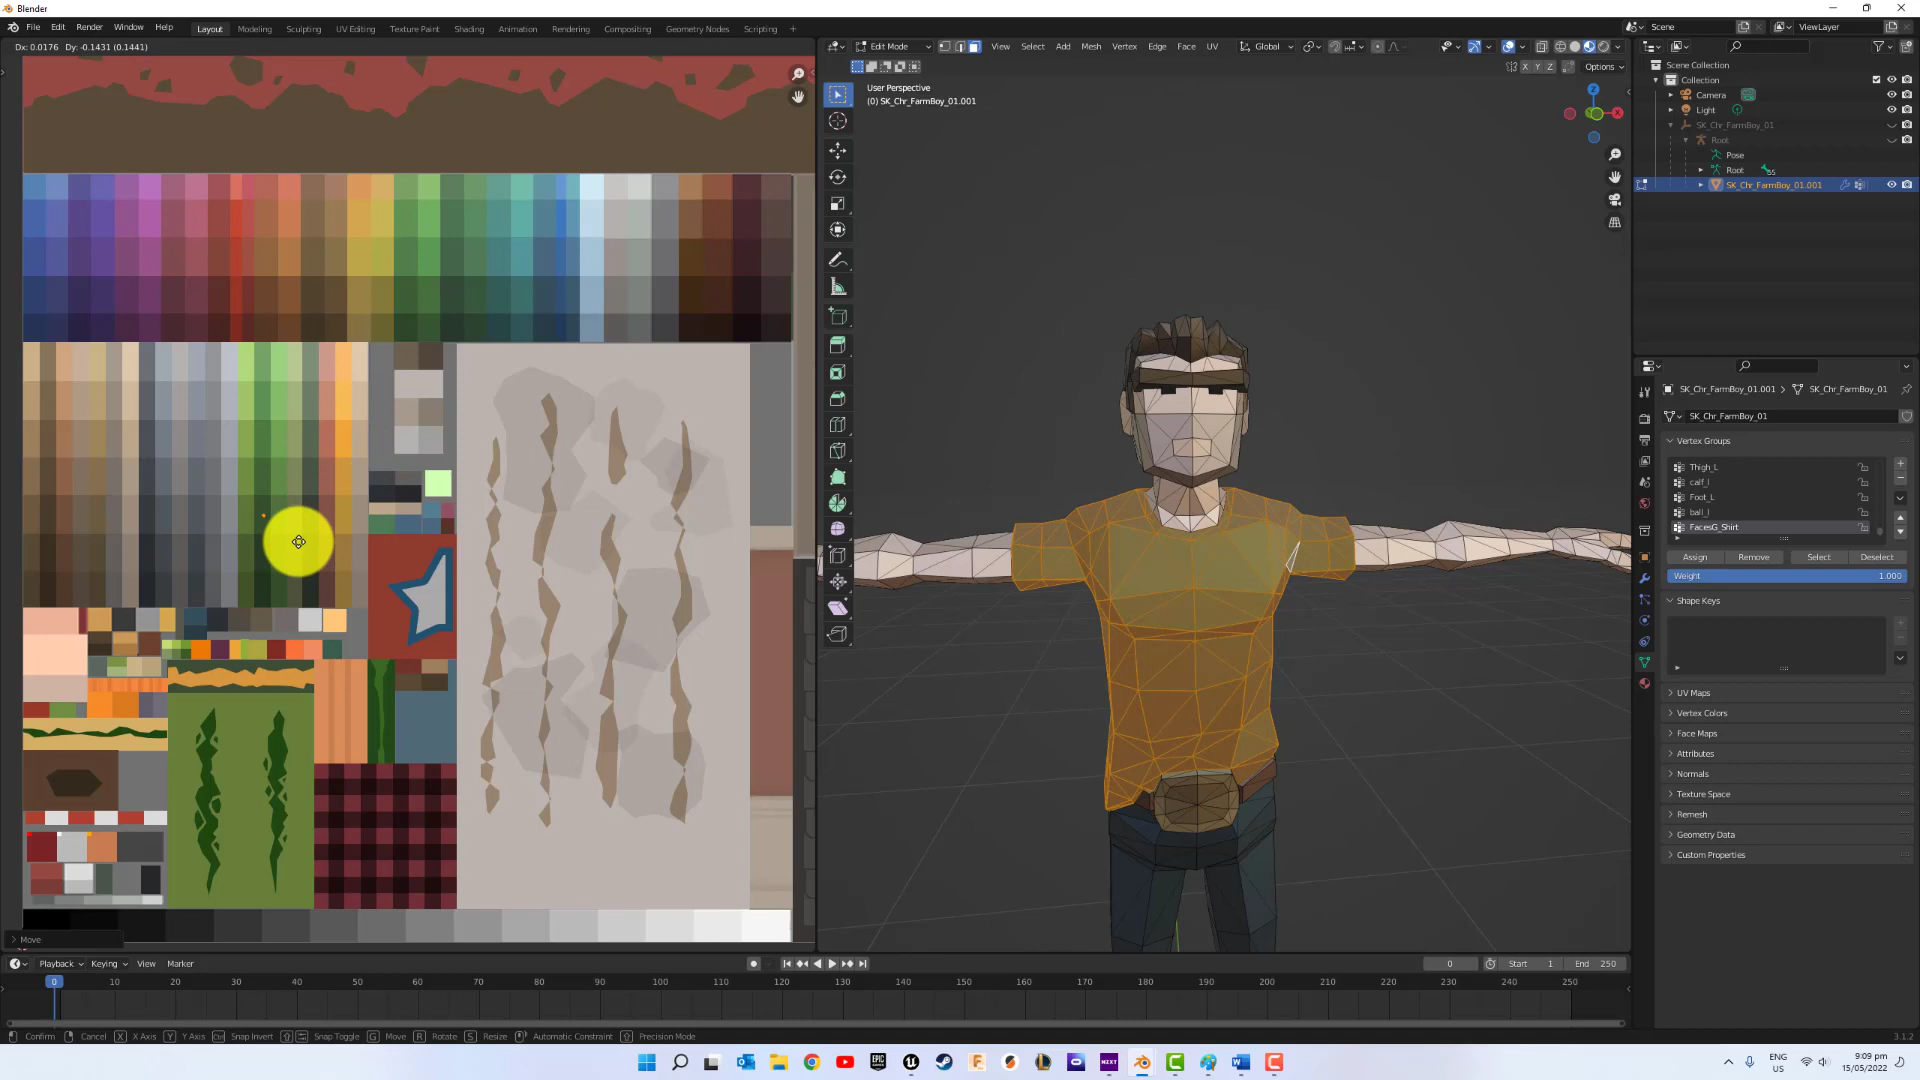 Blender
File Edit Render Window Help
Layout Modeling Sculpting UV Editing Texture Paint Shading Animation Rendering Compositing Geometry Nodes Scripting +
Scene ViewLayer
Dx: 0.0176 Dy: -0.1431 (0.1441)
Edit Mode View Select Add Mesh Vertex Edge Face UV Global
X Y Z Options
User Perspective
(0) SK_Chr_FarmBoy_01.001
Scene Collection
Collection
Camera
Light
SK_Chr_FarmBoy_01
Root
Pose
Root 55
SK_Chr_FarmBoy_01.001
SK_Chr_FarmBoy_01.001 SK_Chr_FarmBoy_01
SK_Chr_FarmBoy_01
Vertex Groups
Thigh_L
calf_l
Foot_L
ball_l
FacesG_Shirt
Assign Remove Select Deselect
Weight 1.000
Shape Keys
UV Maps
Vertex Colors
Face Maps
Attributes
Normals
Texture Space
Remesh
Geometry Data
Custom Properties
Move
Playback Keying View Marker
0 Start 1 End 250
0 10 20 30 40 50 60 70 80 90 100 110 120 130 140 150 160 170 180 190 200 210 220 230 240 250
Confirm Cancel X X Axis Y Y Axis Ctrl Snap Invert Snap Toggle G Move R Rotate S Resize Automatic Constraint Precision Mode
3.1.2
EPIC GAMES NZXT
ENG US
9:09 pm
15/05/2022